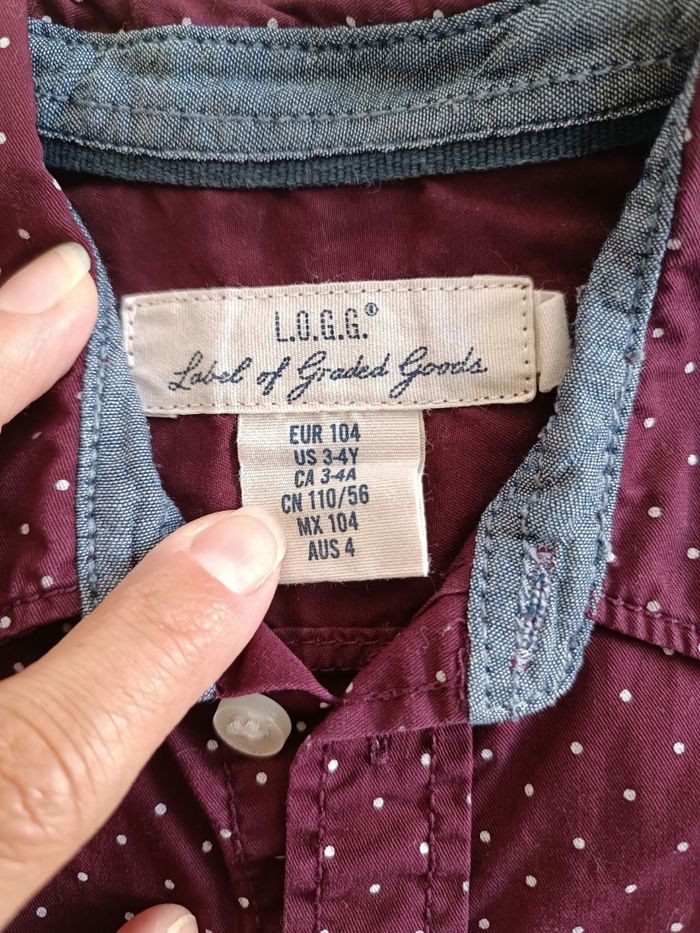 L.O.G.G.®
Label of Graded Goods
EUR 104
US 3-4Y
CA 3-4A
CN 110/56
MX 104
AUS 4